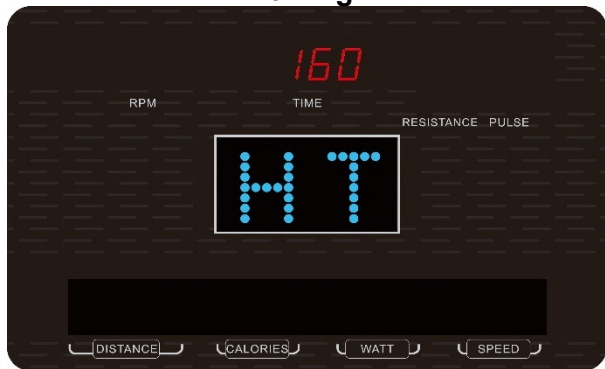 160
RPM TIME
RESISTANCE PULSE
HT
DISTANCE CALORIES WATT SPEED